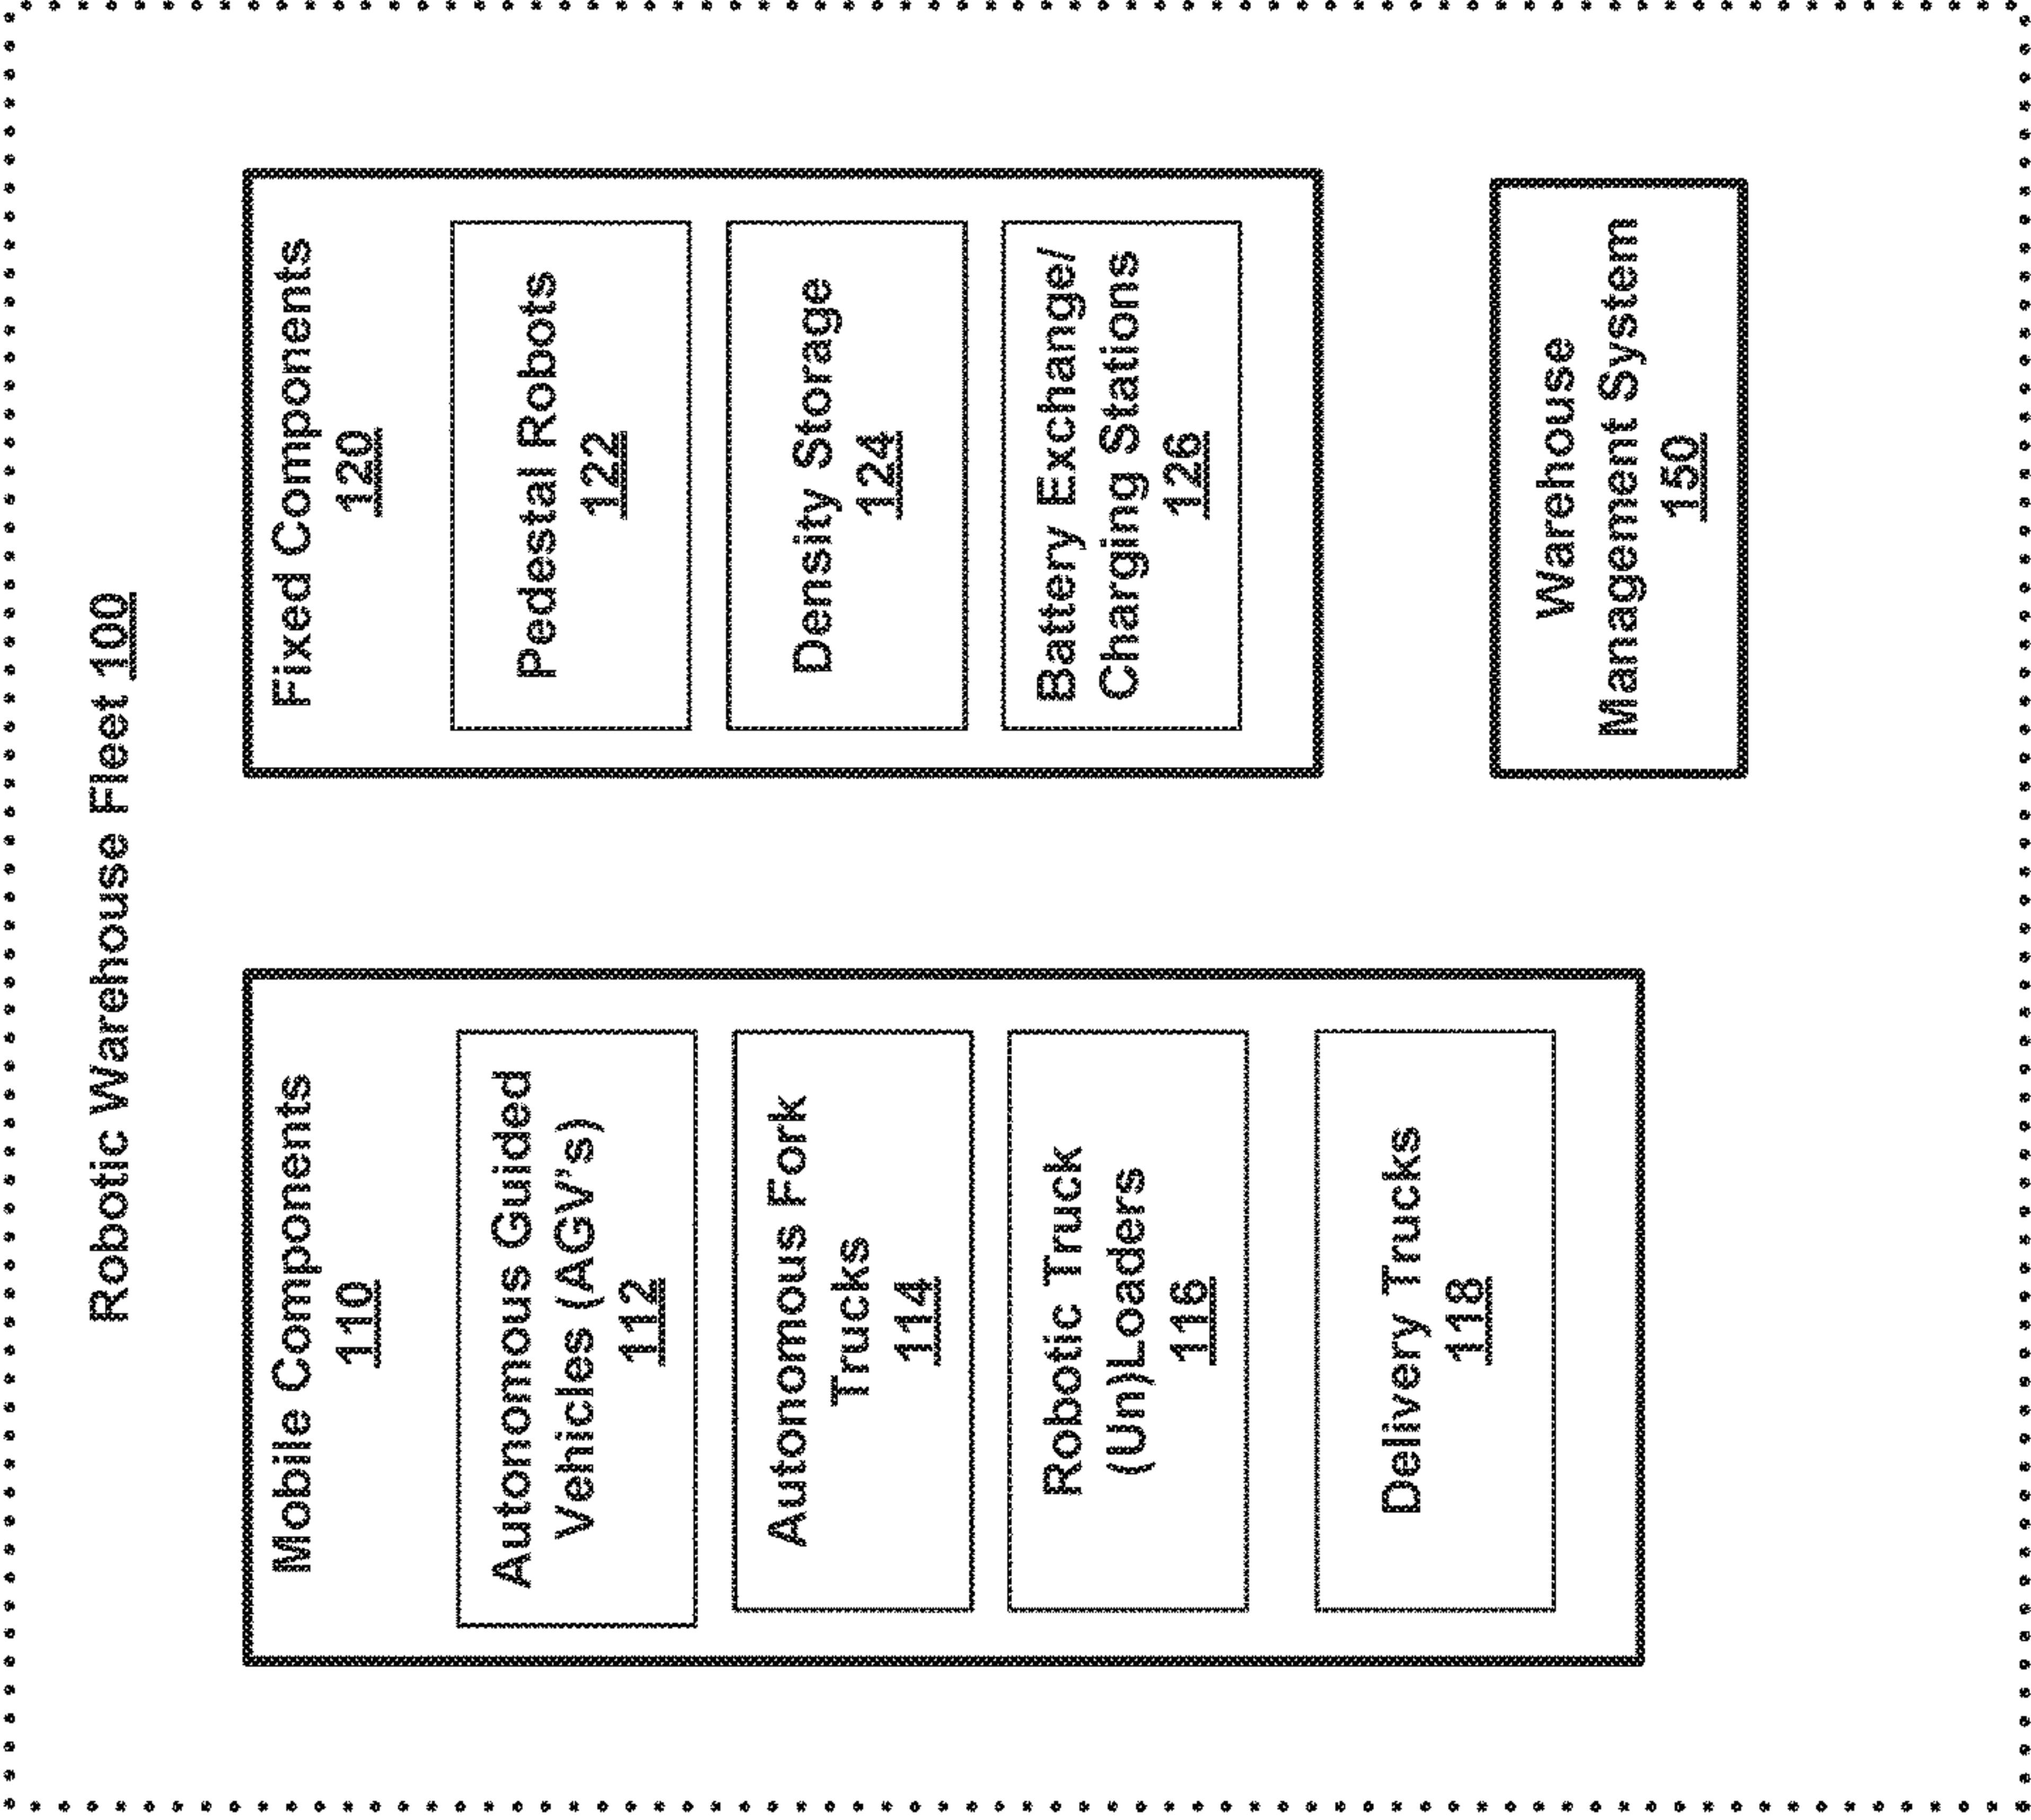 Robotic Warehouse Fleet 100
Mobile Components
110
Autonomous Guided
Vehicles (AGV's)
112
Autonomous Fork
Trucks
114
Robotic Truck
(Un)Loaders
116
Delivery Trucks
118
Fixed Components
120
Pedestal Robots
122
Density Storage
124
Battery Exchange/
Charging Stations
126
Warehouse
Management System
150